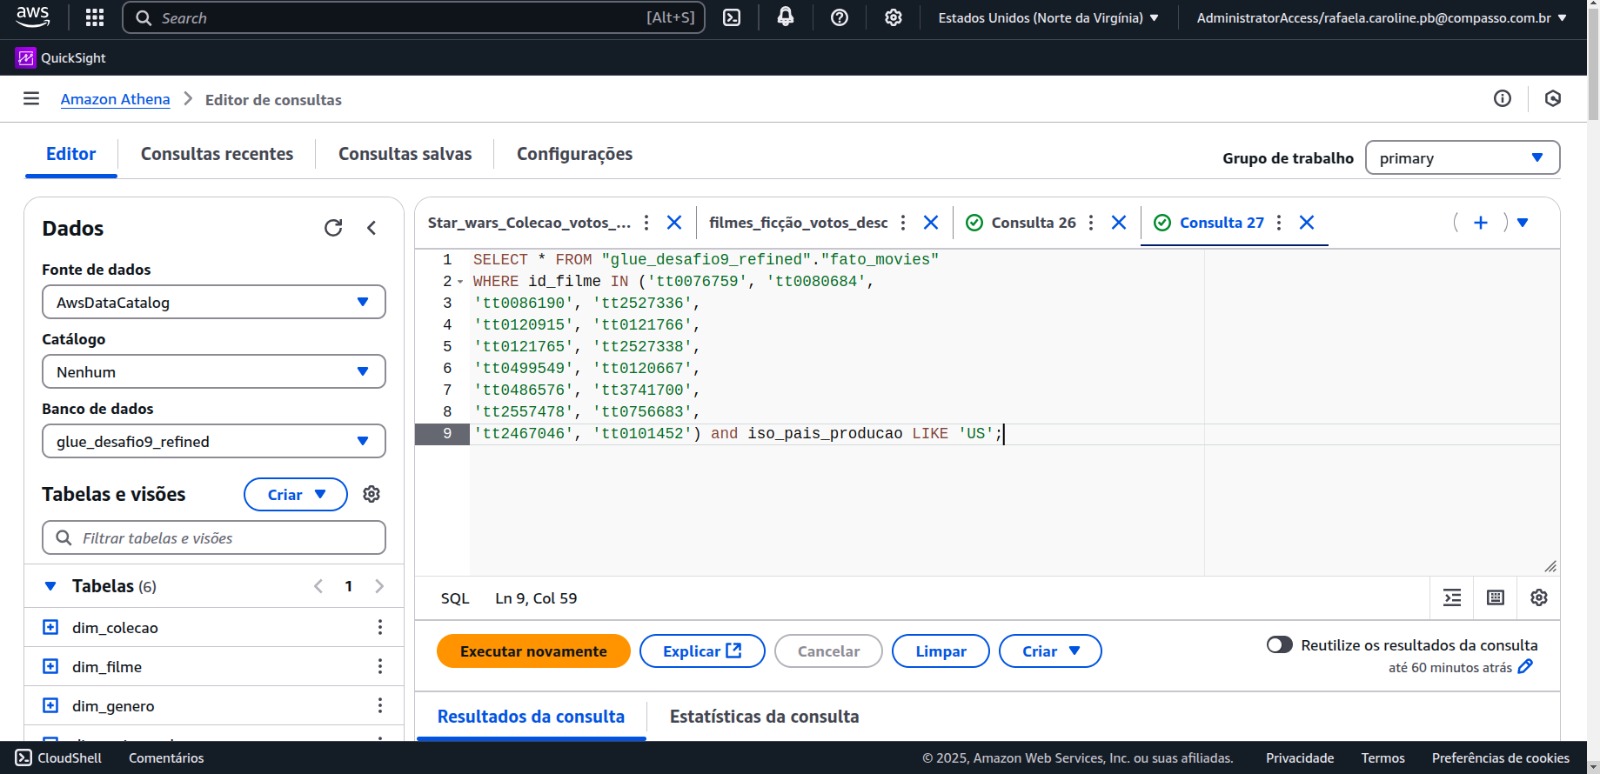 aws
Search
[Alt+S]
Estados Unidos (Norte da Virgínia)
AdministratorAccess/rafaela.caroline.pb@compasso.com.br
QuickSight
Amazon Athena
Editor de consultas
Editor
Consultas recentes
Consultas salvas
Configurações
Grupo de trabalho
primary
Dados
Fonte de dados
AwsDataCatalog
Catálogo
Nenhum
Banco de dados
glue_desafio9_refined
Tabelas e visões
Criar
Filtrar tabelas e visões
Tabelas (6)
1
dim_colecao
dim_filme
dim_genero
Star_wars_Colecao_votos_...
filmes_ficção_votos_desc
Consulta 26
Consulta 27
1 SELECT * FROM "glue_desafio9_refined"."fato_movies"
2 WHERE id_filme IN ('tt0076759', 'tt0080684',
3 'tt0086190', 'tt2527336',
4 'tt0120915', 'tt0121766',
5 'tt0121765', 'tt2527338',
6 'tt0499549', 'tt0120667',
7 'tt0486576', 'tt3741700',
8 'tt2557478', 'tt0756683',
9 'tt2467046', 'tt0101452') and iso_pais_producao LIKE 'US';
SQL
Ln 9, Col 59
Executar novamente
Explicar
Cancelar
Limpar
Criar
Reutilize os resultados da consulta
até 60 minutos atrás
Resultados da consulta
Estatísticas da consulta
CloudShell
Comentários
© 2025, Amazon Web Services, Inc. ou suas afiliadas.
Privacidade
Termos
Preferências de cookies